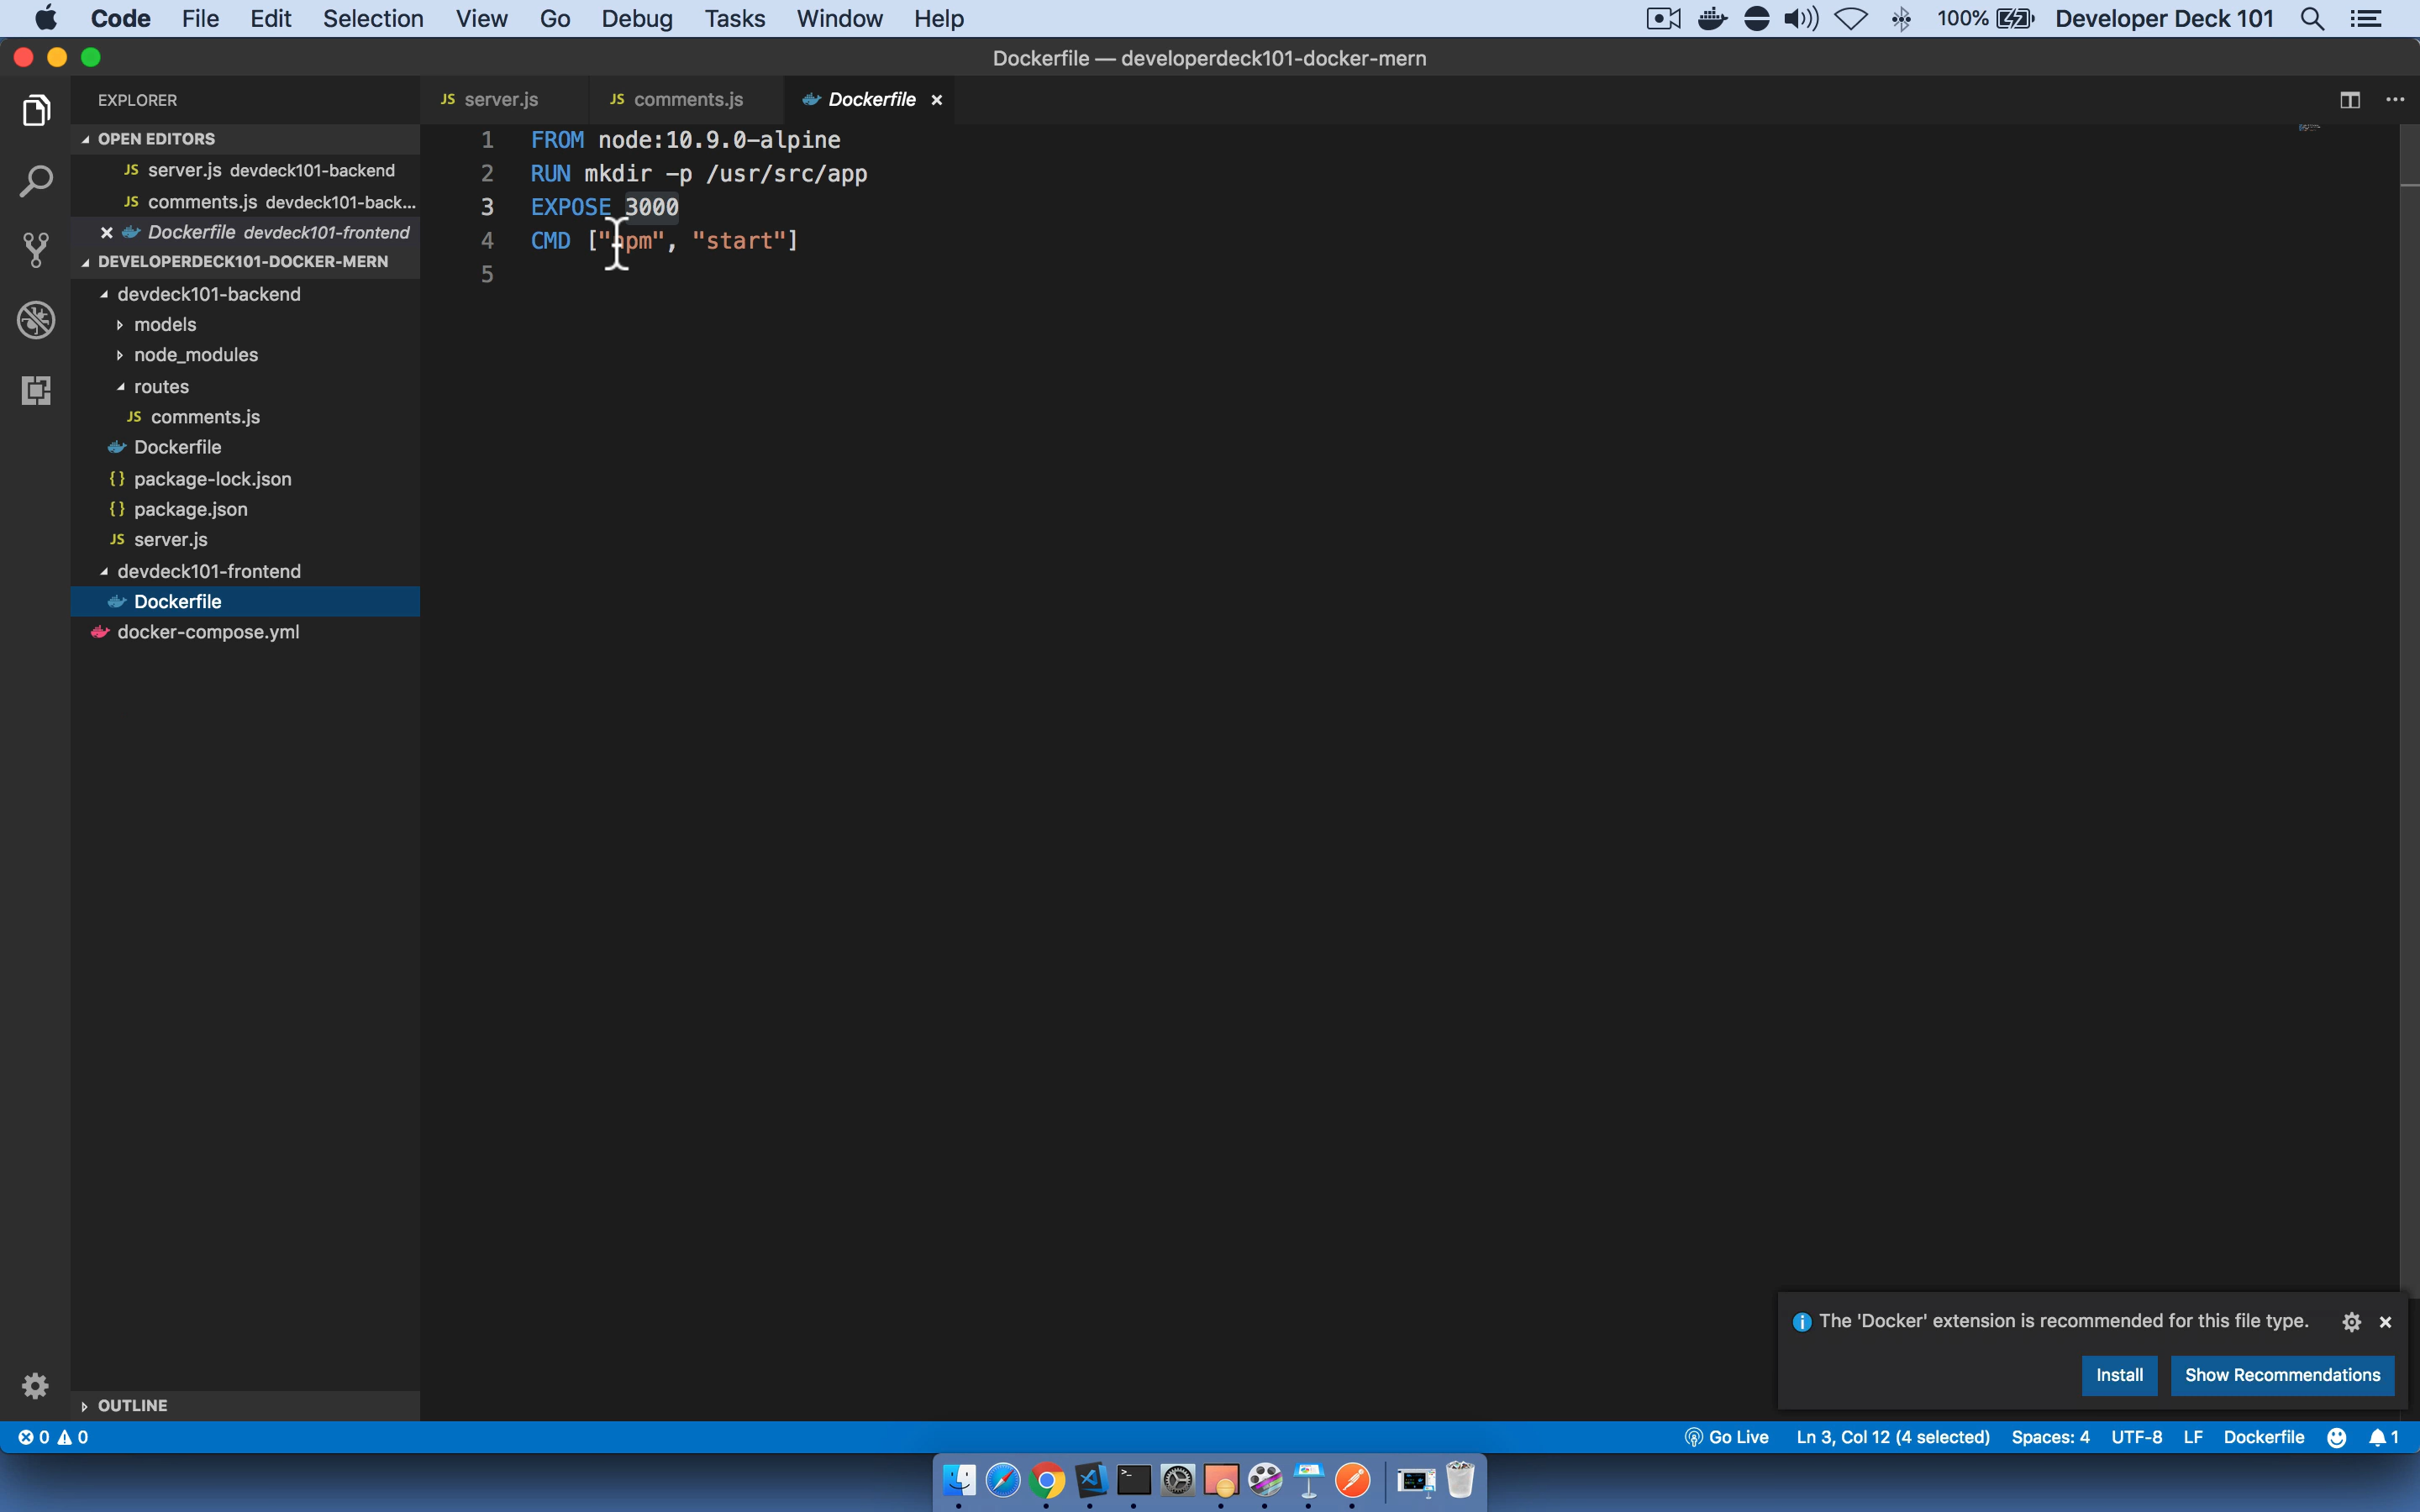 Code File Edit Selection View Go Debug Tasks Window Help 100% Developer Deck 101
Dockerfile — developerdeck101-docker-mern
EXPLORER
JS server.js JS comments.js Dockerfile
OPEN EDITORS
JS server.js devdeck101-backend
JS comments.js devdeck101-back...
Dockerfile devdeck101-frontend
DEVELOPERDECK101-DOCKER-MERN
devdeck101-backend
models
node_modules
routes
JS comments.js
Dockerfile
{} package-lock.json
{} package.json
JS server.js
devdeck101-frontend
Dockerfile
docker-compose.yml
OUTLINE
1 FROM node:10.9.0-alpine
2 RUN mkdir -p /usr/src/app
3 EXPOSE 3000
4 CMD ["npm", "start"]
5
The 'Docker' extension is recommended for this file type.
Install Show Recommendations
0 0 Go Live Ln 3, Col 12 (4 selected) Spaces: 4 UTF-8 LF Dockerfile 1